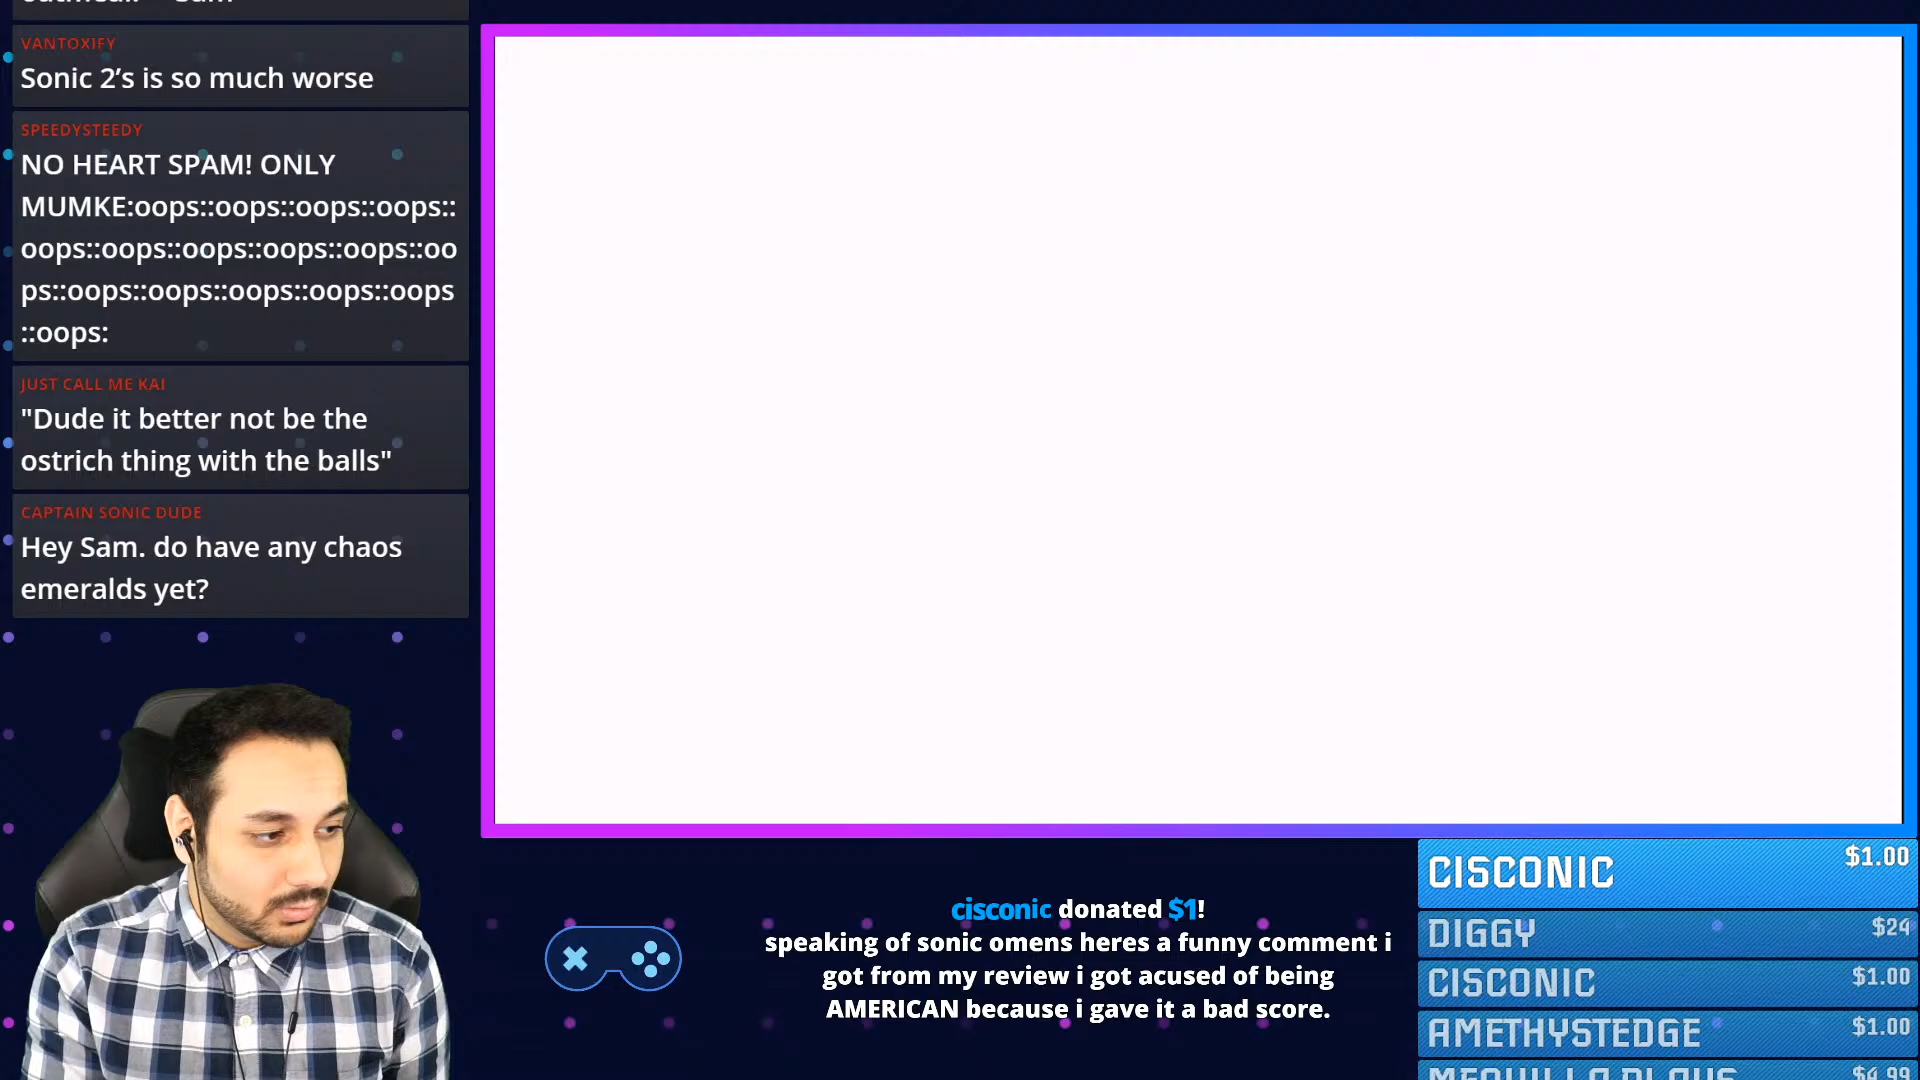 VANTOXIFY
Sonic 2’s is so much worse
SPEEDYSTEEDY
NO HEART SPAM! ONLY
MUMKE:oops::oops::oops::oops::
oops::oops::oops::oops::oops::oo
ps::oops::oops::oops::oops::oops
::oops:
JUST CALL ME KAI
"Dude it better not be the
ostrich thing with the balls"
CAPTAIN SONIC DUDE
Hey Sam. do have any chaos
emeralds yet?
cisconic donated $1!
speaking of sonic omens heres a funny comment i
got from my review i got acused of being
AMERICAN because i gave it a bad score.
CISCONIC $1.00
DIGGY $24
CISCONIC $1.00
AMETHYSTEDGE $1.00
$4.99